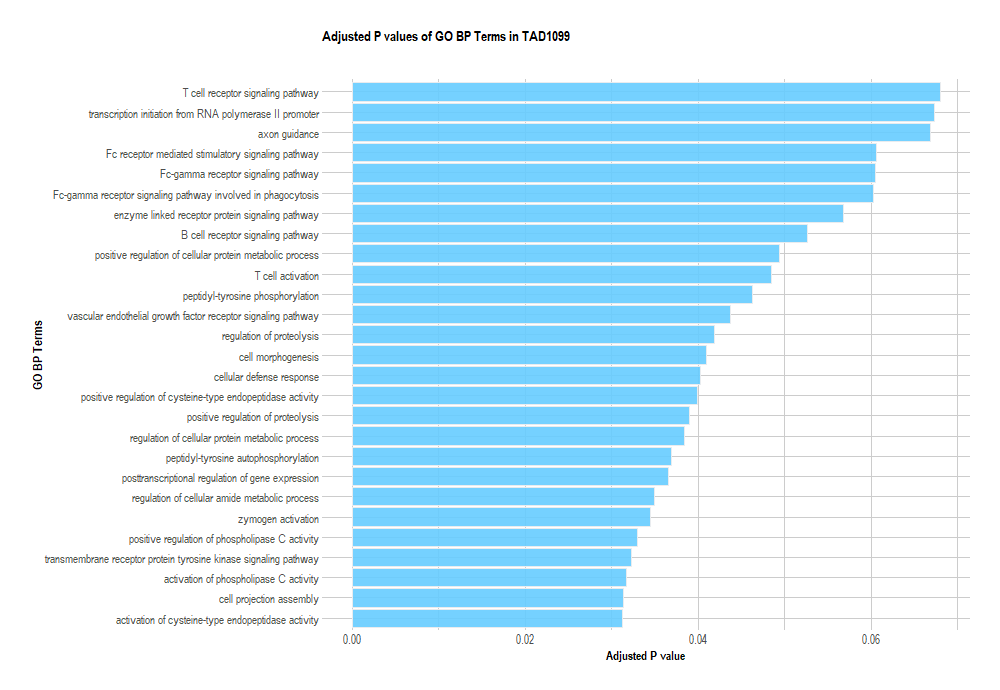 Adjusted P values of GO BP Terms in TAD1099
T cell receptor signaling pathway
transcription initiation from RNA polymerase II promoter
axon guidance
Fc receptor mediated stimulatory signaling pathway
Fc-gamma receptor signaling pathway
Fc-gamma receptor signaling pathway involved in phagocytosis
enzyme linked receptor protein signaling pathway
B cell receptor signaling pathway
positive regulation of cellular protein metabolic process
T cell activation
peptidyl-tyrosine phosphorylation
vascular endothelial growth factor receptor signaling pathway
regulation of proteolysis
cell morphogenesis
cellular defense response
positive regulation of cysteine-type endopeptidase activity
positive regulation of proteolysis
regulation of cellular protein metabolic process
peptidyl-tyrosine autophosphorylation
posttranscriptional regulation of gene expression
regulation of cellular amide metabolic process
zymogen activation
positive regulation of phospholipase C activity
transmembrane receptor protein tyrosine kinase signaling pathway
activation of phospholipase C activity
cell projection assembly
activation of cysteine-type endopeptidase activity
GO BP Terms
0.00 0.02 0.04 0.06
Adjusted P value